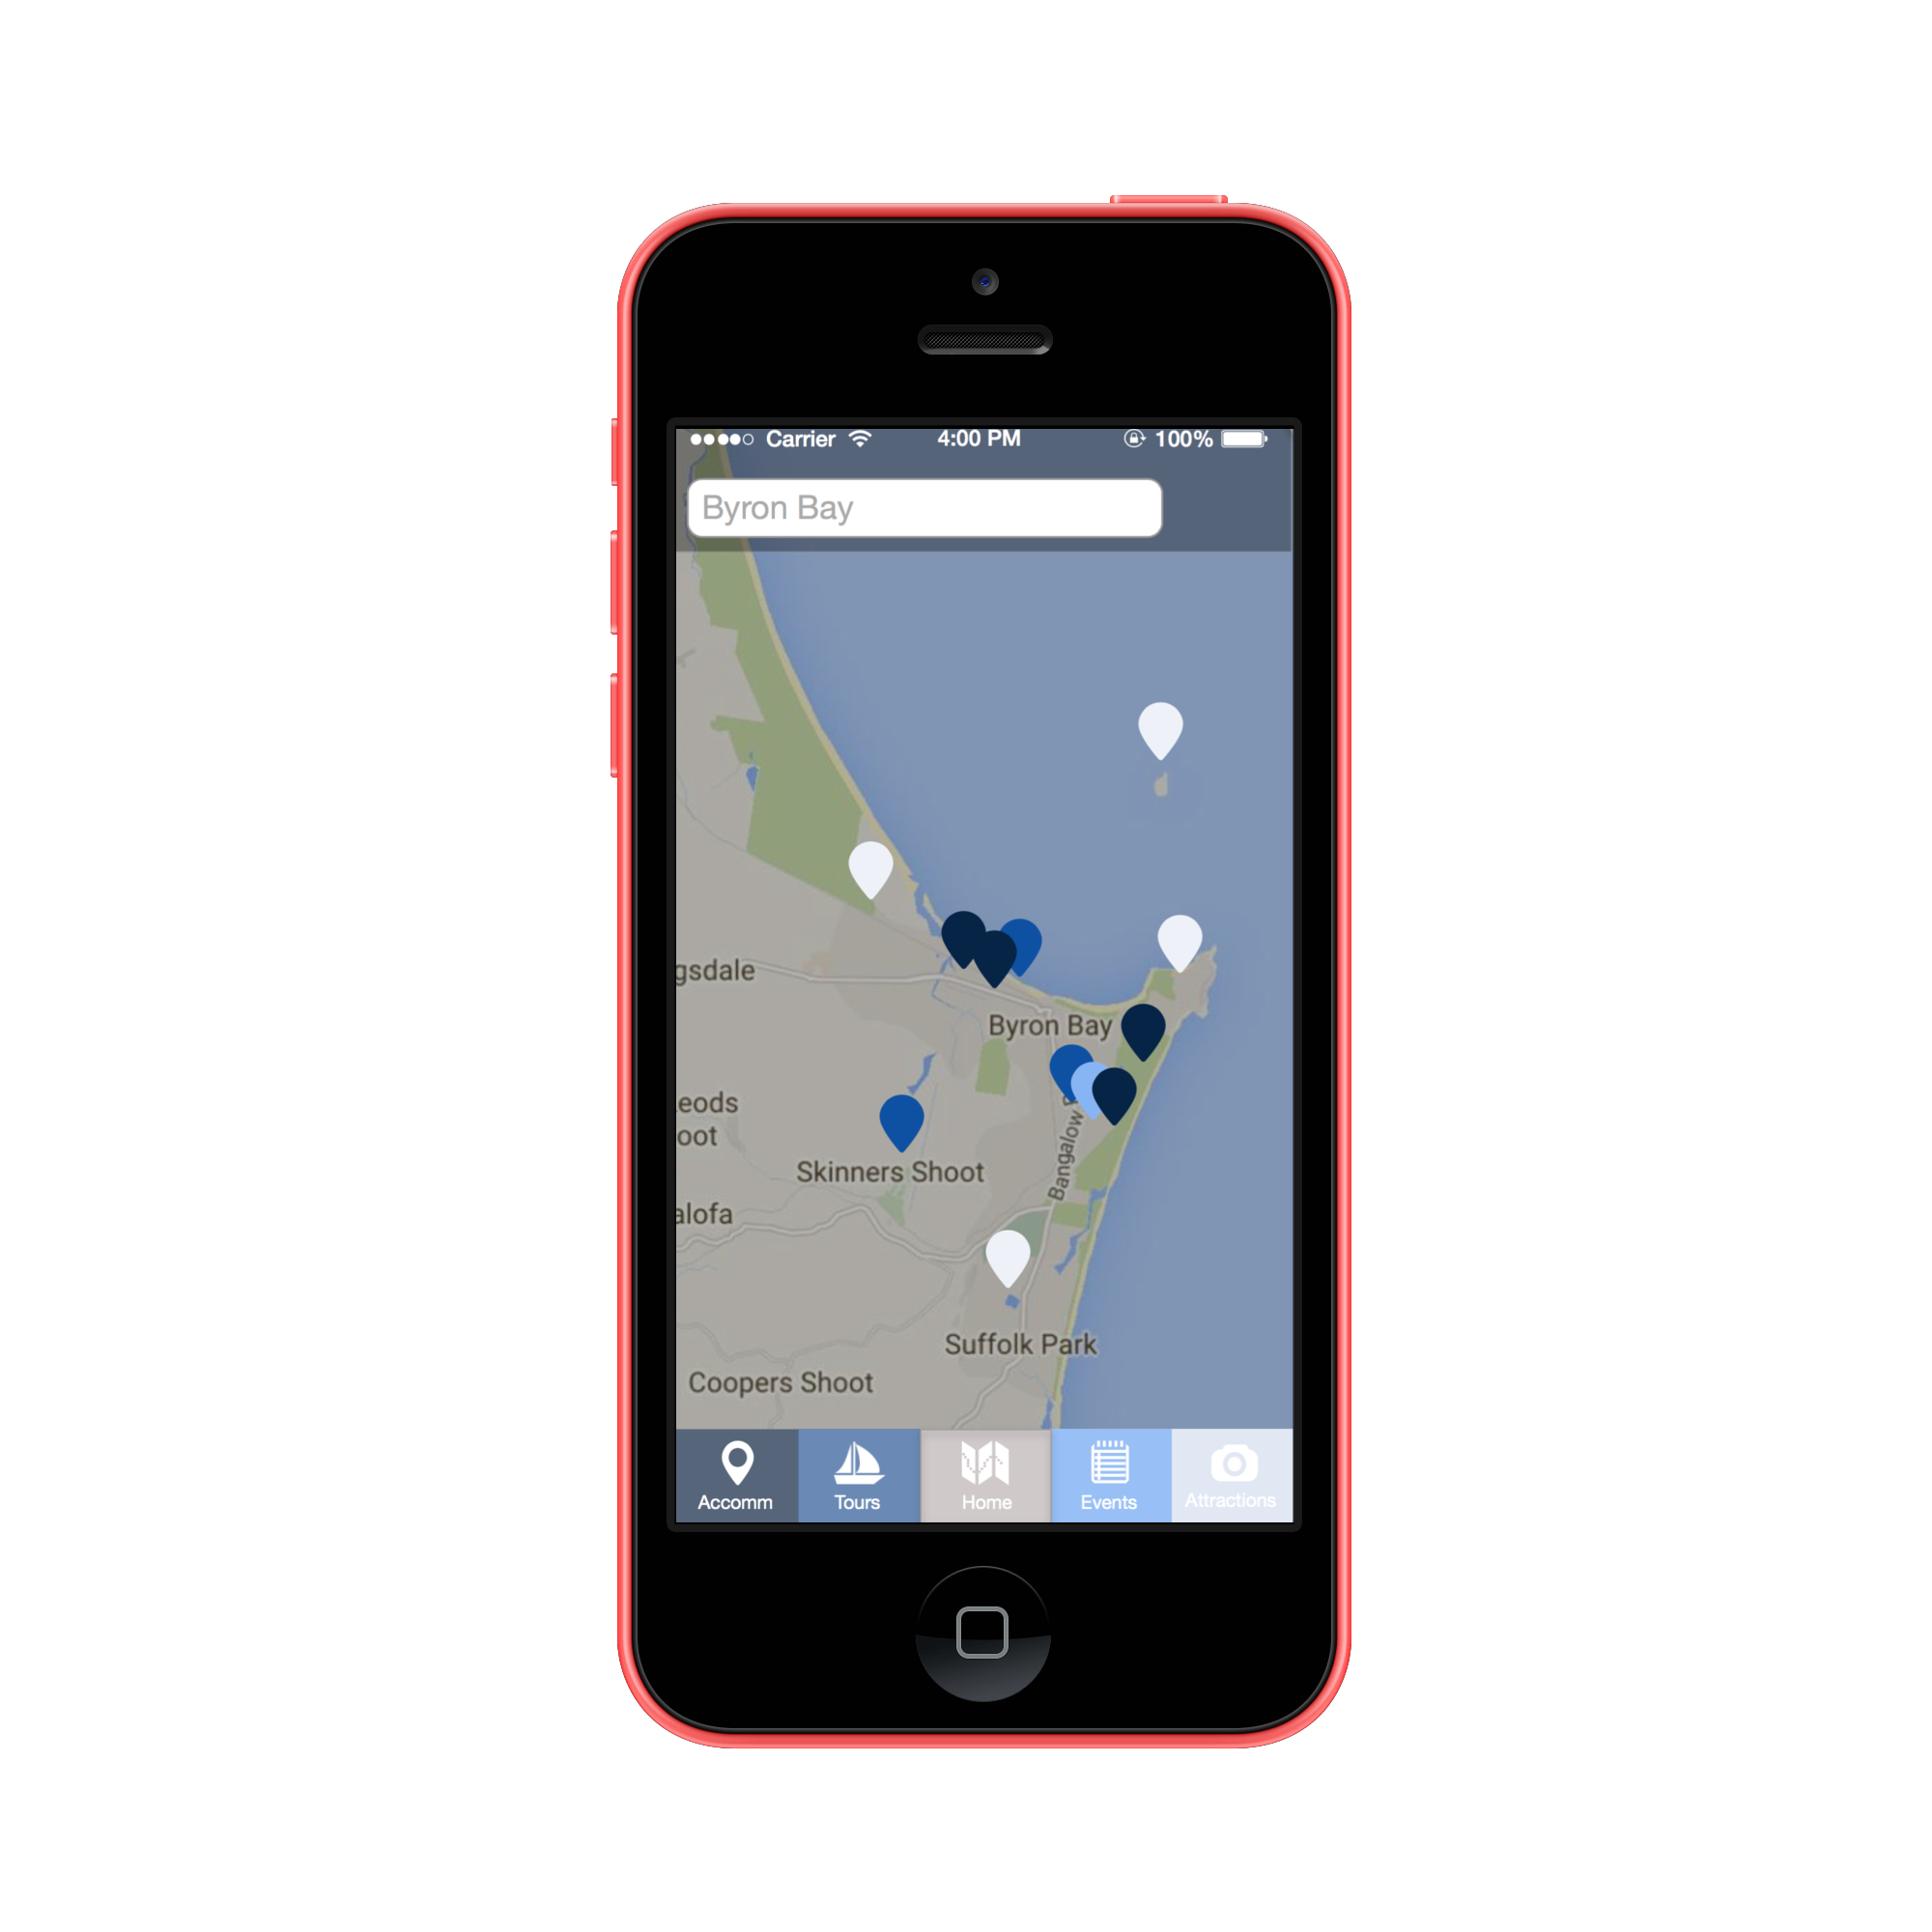 Carrier 4:00 PM 100%
Byron Bay
gsdale
Byron Bay
eods
oot
Bangalow
Skinners Shoot
alofa
Suffolk Park
Coopers Shoot
Accomm Tours Home Events Attractions